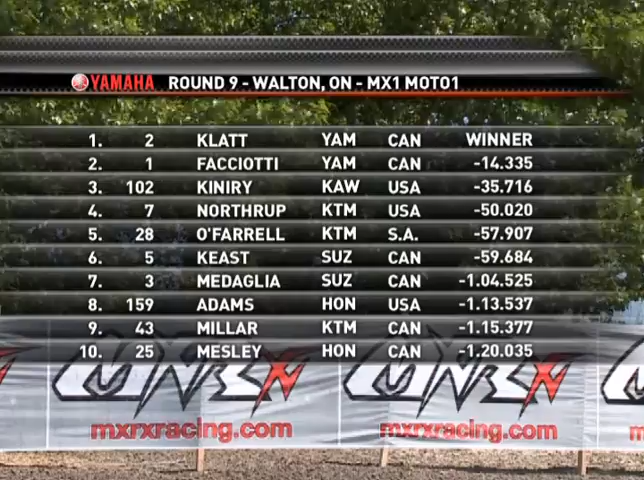 YAMAHA ROUND 9 - WALTON, ON - MX1 MOTO1
1. 2 KLATT YAM CAN WINNER
2. 1 FACCIOTTI YAM CAN -14.335
3. 102 KINIRY KAW USA -35.716
4. 7 NORTHRUP KTM USA -50.020
5. 28 O'FARRELL KTM S.A. -57.907
6. 5 KEAST SUZ CAN -59.684
7. 3 MEDAGLIA SUZ CAN -1.04.525
8. 159 ADAMS HON USA -1.13.537
9. 43 MILLAR KTM CAN -1.15.377
10. 25 MESLEY HON CAN -1.20.035
mxrxracing.com mxrxracing.com